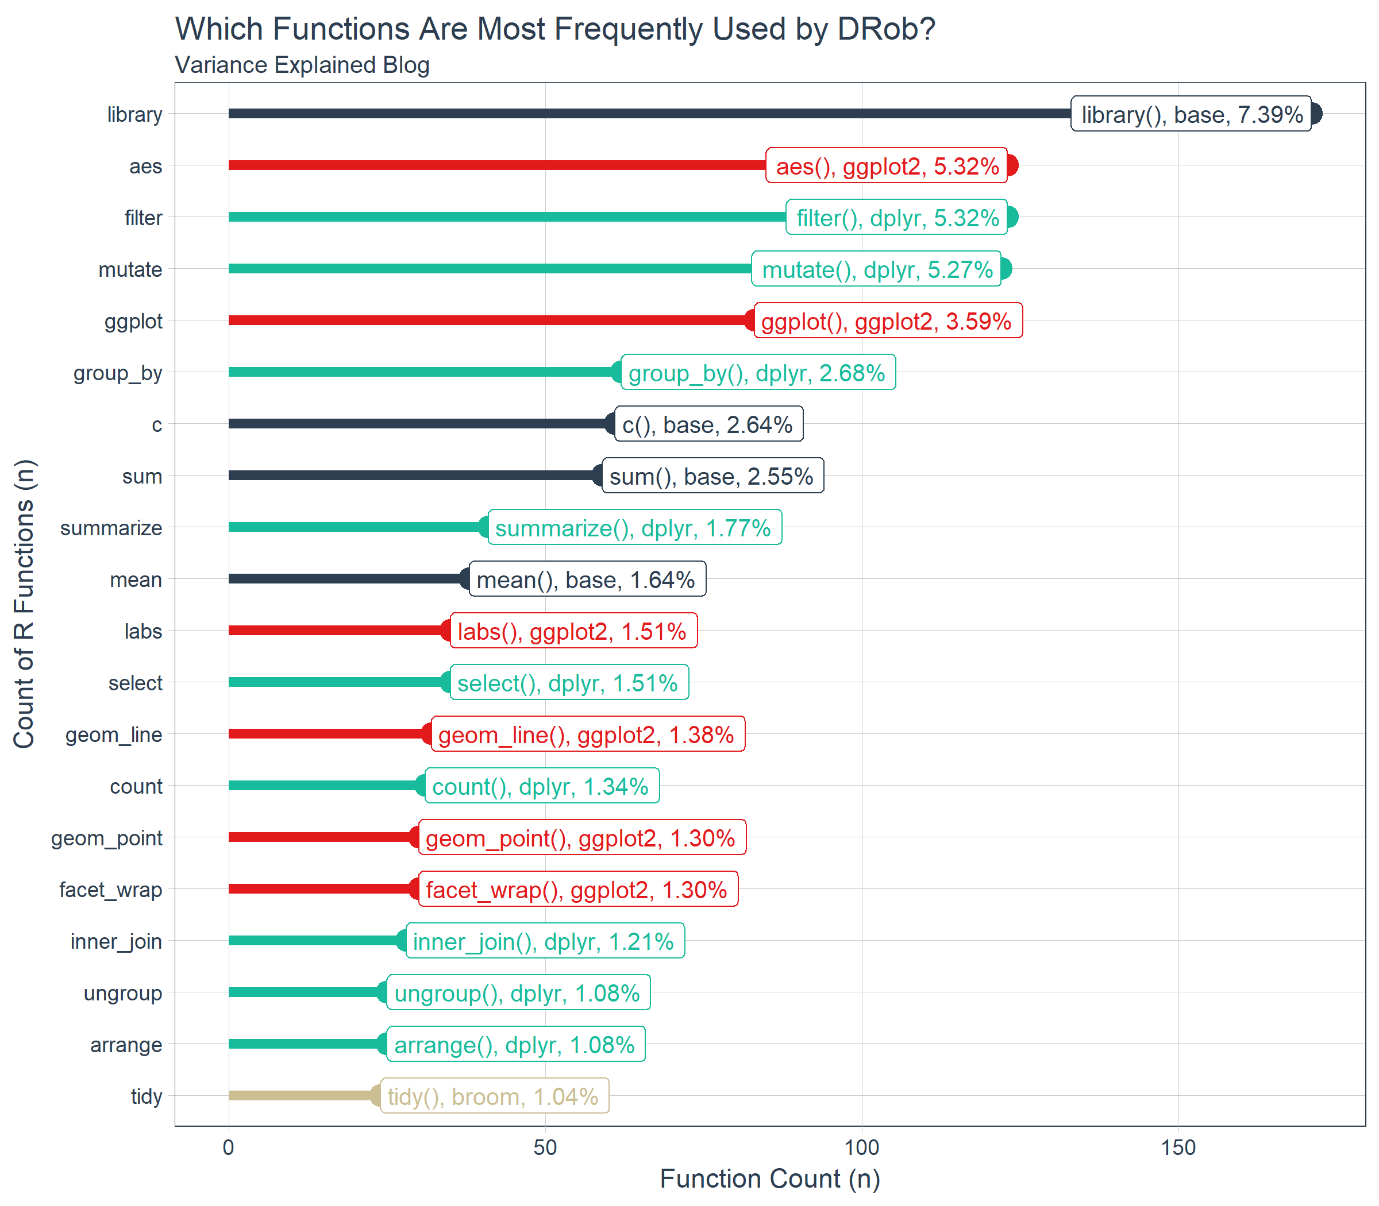 Which Functions Are Most Frequently Used by DRob?
Variance Explained Blog
Count of R Functions (n)
library library(), base, 7.39%
aes aes(), ggplot2, 5.32%
filter filter(), dplyr, 5.32%
mutate mutate(), dplyr, 5.27%
ggplot ggplot(), ggplot2, 3.59%
group_by group_by(), dplyr, 2.68%
c c(), base, 2.64%
sum sum(), base, 2.55%
summarize summarize(), dplyr, 1.77%
mean mean(), base, 1.64%
labs labs(), ggplot2, 1.51%
select select(), dplyr, 1.51%
geom_line geom_line(), ggplot2, 1.38%
count count(), dplyr, 1.34%
geom_point geom_point(), ggplot2, 1.30%
facet_wrap facet_wrap(), ggplot2, 1.30%
inner_join inner_join(), dplyr, 1.21%
ungroup ungroup(), dplyr, 1.08%
arrange arrange(), dplyr, 1.08%
tidy tidy(), broom, 1.04%
0 50 100 150
Function Count (n)